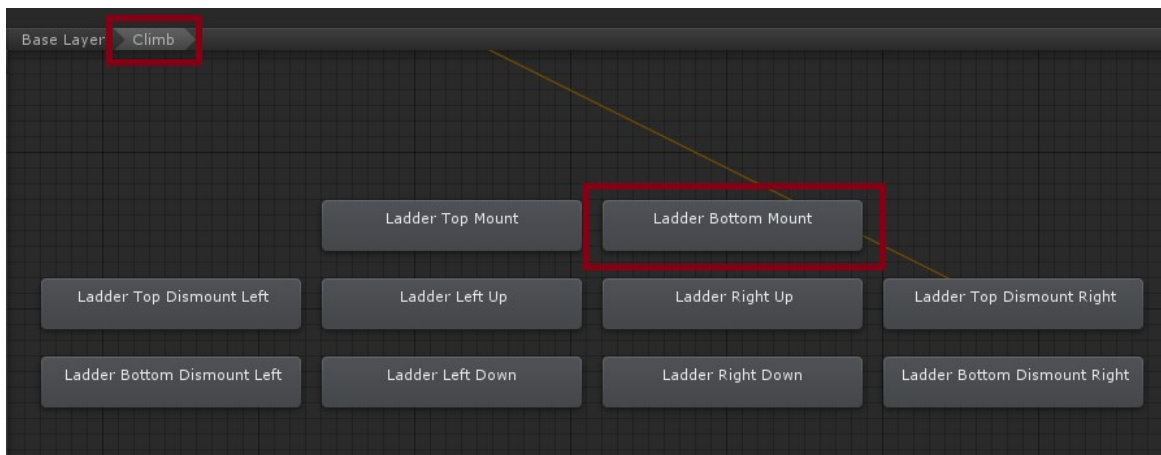 Base Layer Climb
Ladder Top Mount Ladder Bottom Mount
Ladder Top Dismount Left Ladder Left Up Ladder Right Up Ladder Top Dismount Right
Ladder Bottom Dismount Left Ladder Left Down Ladder Right Down Ladder Bottom Dismount Right